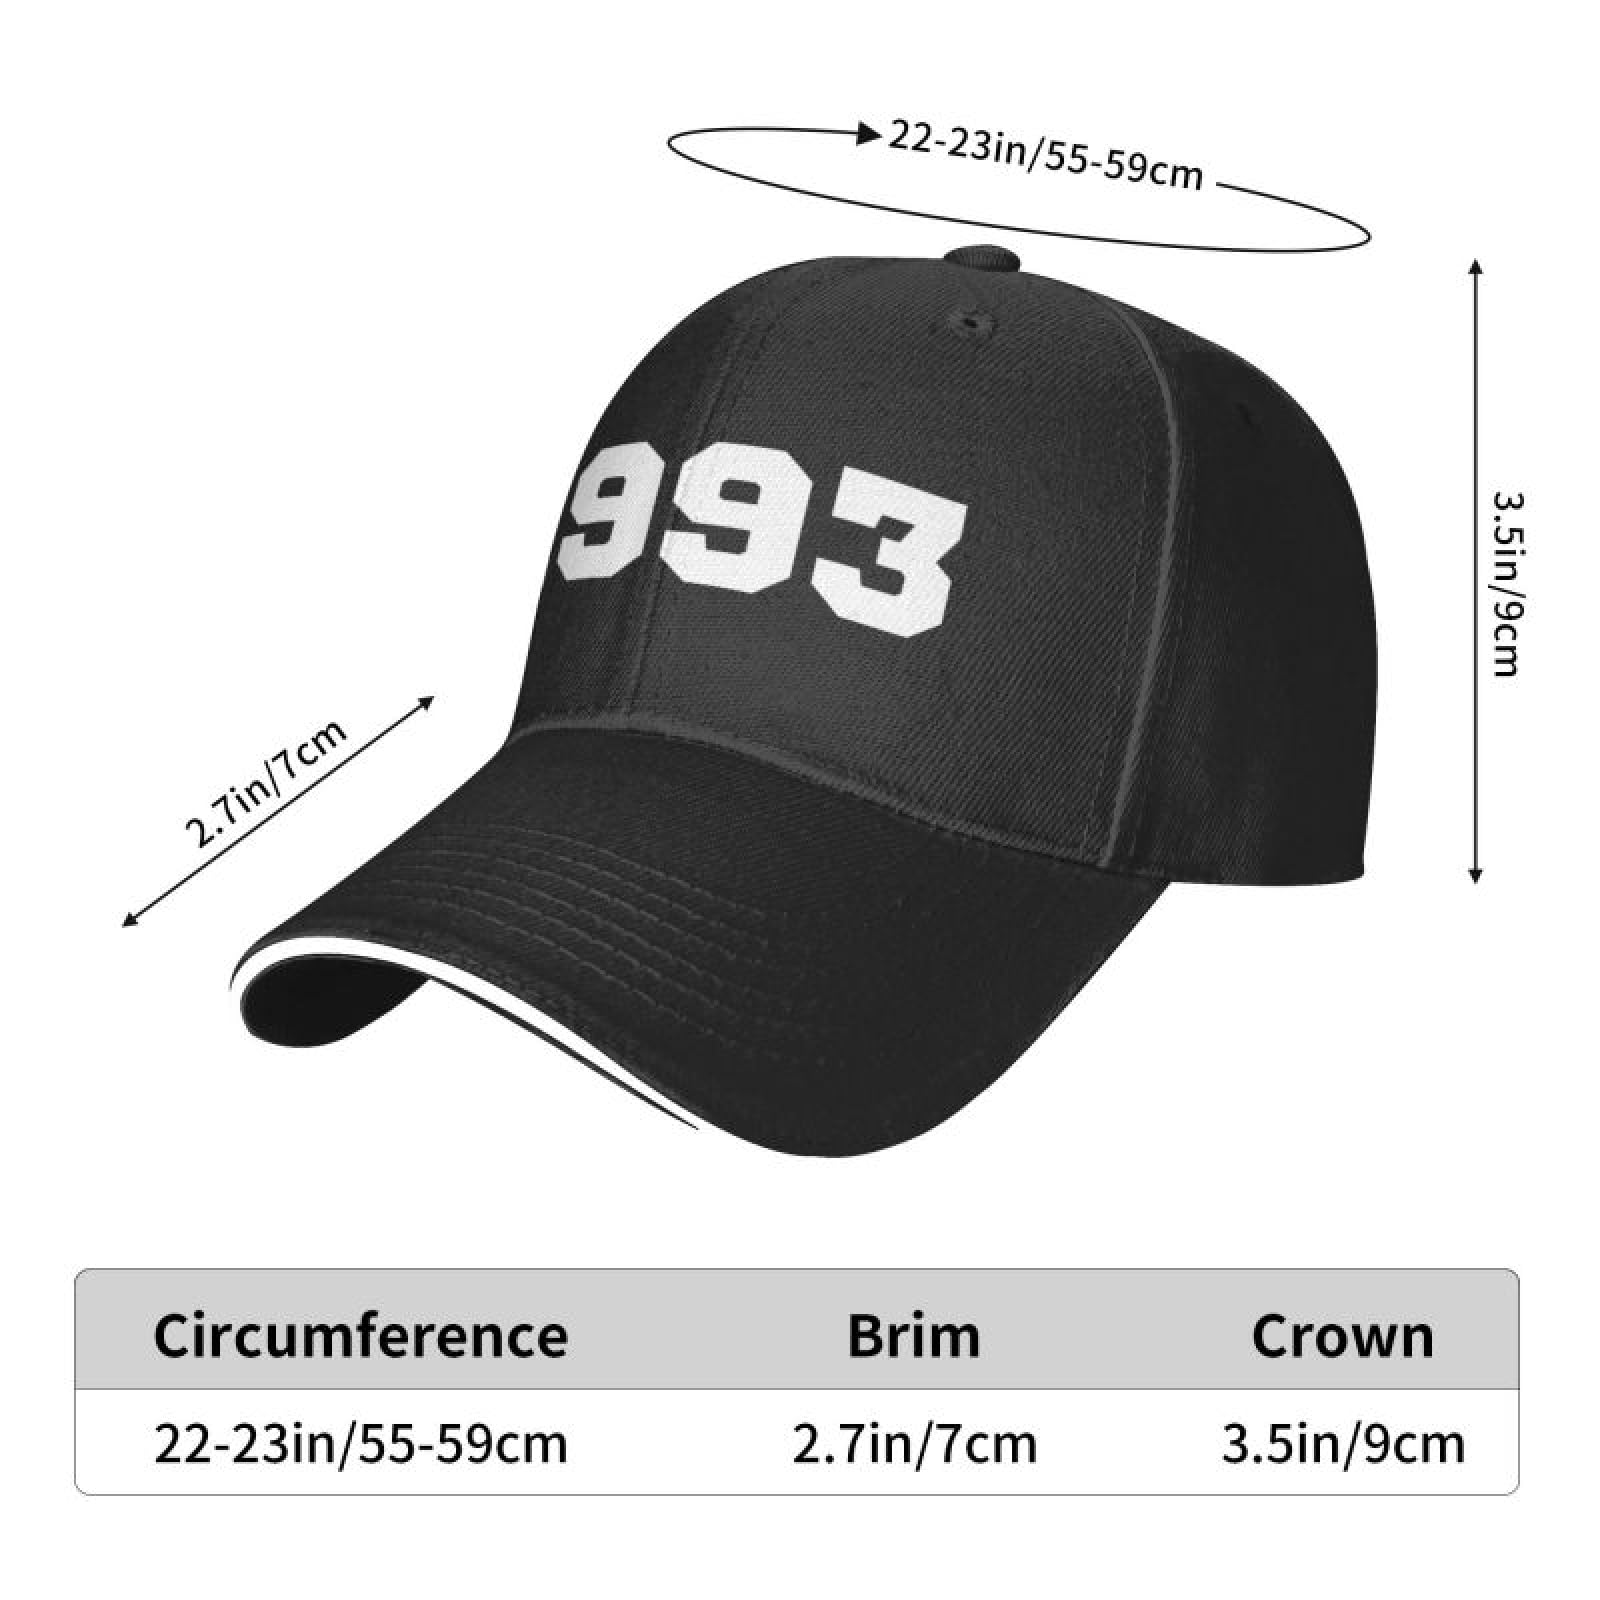 22-23in/55-59cm
993
3.5in/9cm
2.7in/7cm
Circumference Brim Crown
22-23in/55-59cm 2.7in/7cm 3.5in/9cm